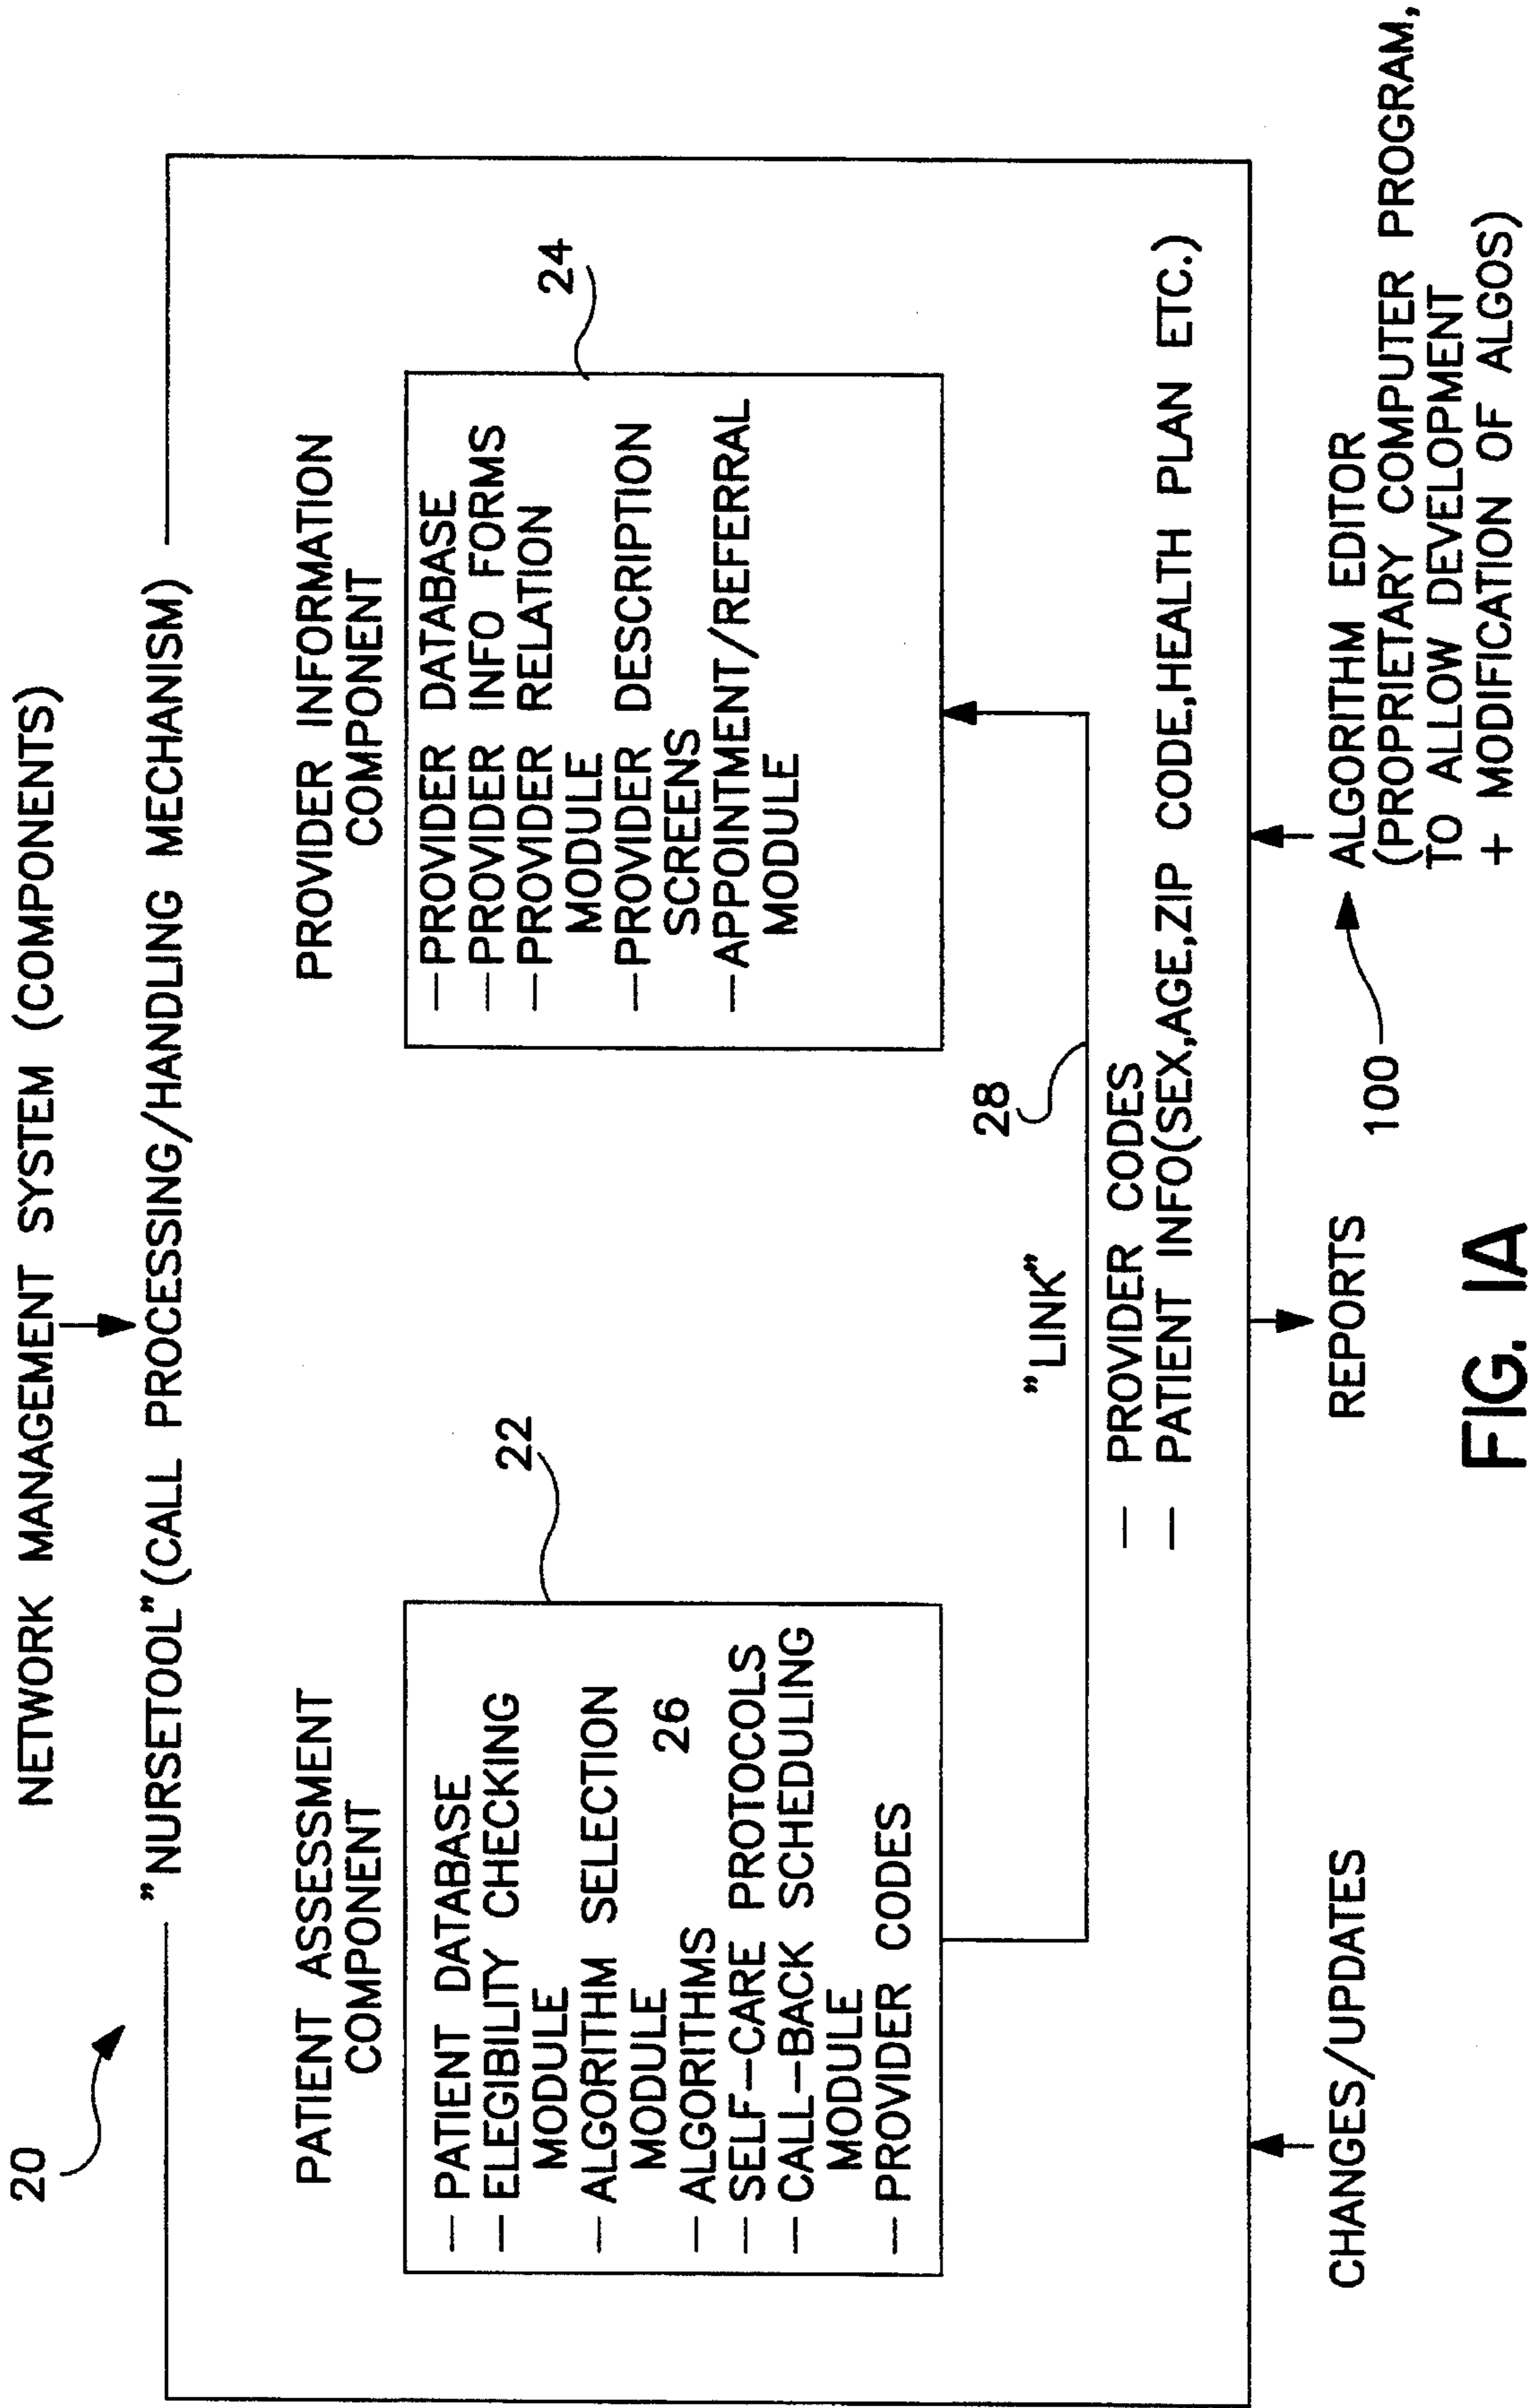 NETWORK MANAGEMENT SYSTEM (COMPONENTS)
20
"NURSETOOL" (CALL PROCESSING/HANDLING MECHANISM)
PATIENT ASSESSMENT
COMPONENT
22
— PATIENT DATABASE
— ELEGIBILITY CHECKING
MODULE
— ALGORITHM SELECTION
MODULE
26
— ALGORITHMS
— SELF—CARE PROTOCOLS
— CALL—BACK SCHEDULING
MODULE
— PROVIDER CODES
PROVIDER INFORMATION
COMPONENT
24
— PROVIDER DATABASE
— PROVIDER INFO FORMS
— PROVIDER RELATION
MODULE
— PROVIDER DESCRIPTION
SCREENS
— APPOINTMENT/REFERRAL
MODULE
"LINK"
28
— PROVIDER CODES
— PATIENT INFO(SEX,AGE,ZIP CODE,HEALTH PLAN ETC.)
CHANGES/UPDATES
REPORTS
100
ALGORITHM EDITOR
(PROPRIETARY COMPUTER PROGRAM,
TO ALLOW DEVELOPMENT
+ MODIFICATION OF ALGOS)
FIG. 1A